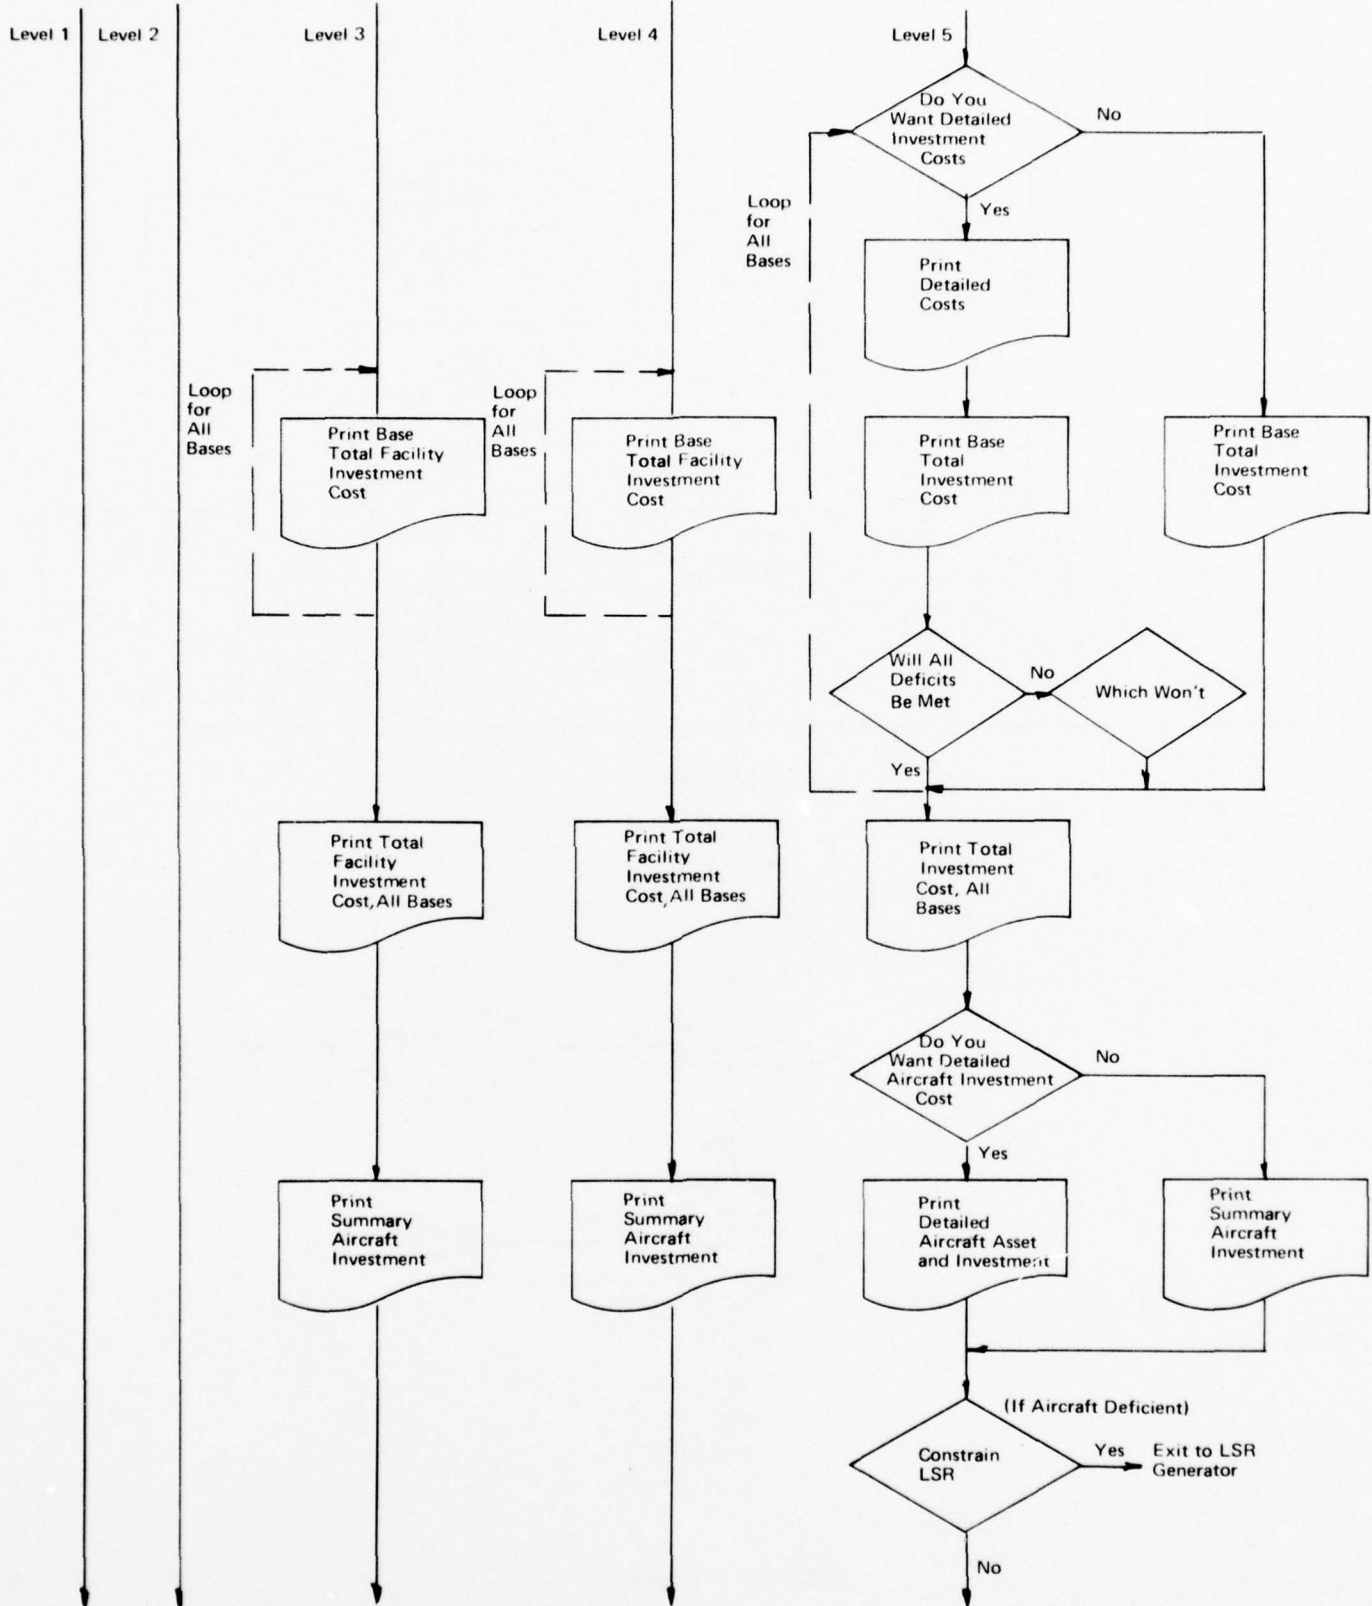 Level 1
Level 2
Level 3
Level 4
Level 5
Do You
Want Detailed
Investment
Costs
No
Yes
Loop
for
All
Bases
Print
Detailed
Costs
Loop
for
All
Bases
Print Base
Total Facility
Investment
Cost
Loop
for
All
Bases
Print Base
Total Facility
Investment
Cost
Print Base
Total
Investment
Cost
Print Base
Total
Investment
Cost
Will All
Deficits
Be Met
No
Which Won't
Yes
Print Total
Facility
Investment
Cost, All Bases
Print Total
Facility
Investment
Cost, All Bases
Print Total
Investment
Cost, All
Bases
Do You
Want Detailed
Aircraft Investment
Cost
No
Yes
Print
Summary
Aircraft
Investment
Print
Summary
Aircraft
Investment
Print
Detailed
Aircraft Asset
and Investment
Print
Summary
Aircraft
Investment
(If Aircraft Deficient)
Constrain
LSR
Yes
Exit to LSR
Generator
No